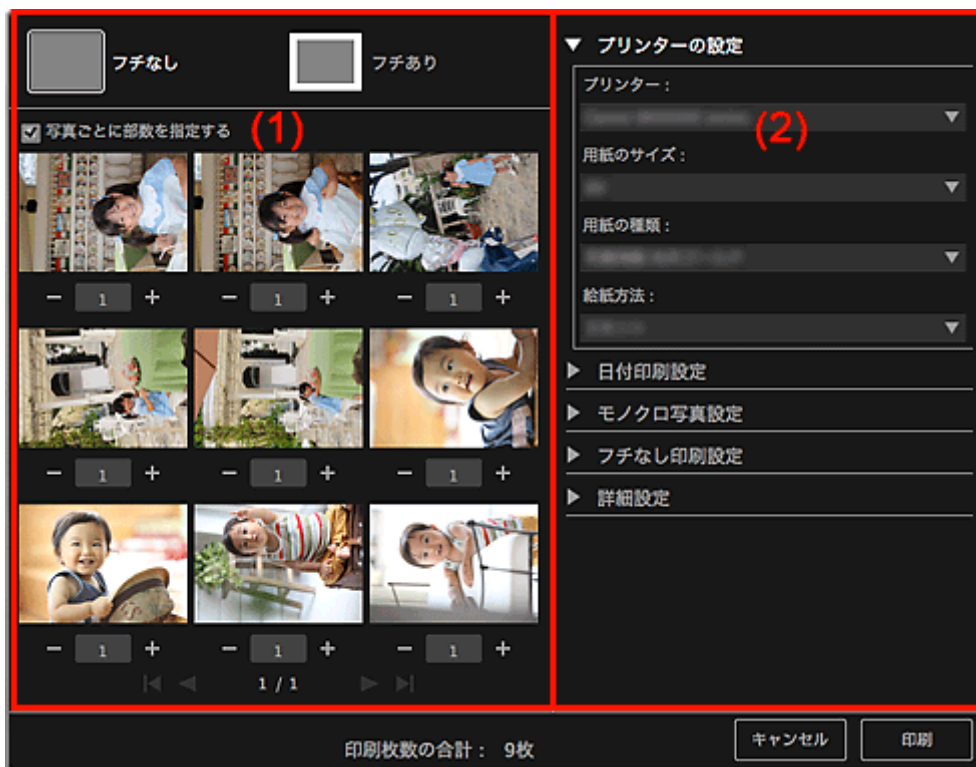 フチなし
フチあり
写真ごとに部数を指定する
(1)
1
1
1
1
1
1
1
1
1
1 / 1
プリンターの設定
プリンター：
(2)
用紙のサイズ：
用紙の種類：
給紙方法：
日付印刷設定
モノクロ写真設定
フチなし印刷設定
詳細設定
印刷枚数の合計： 9枚
キャンセル
印刷